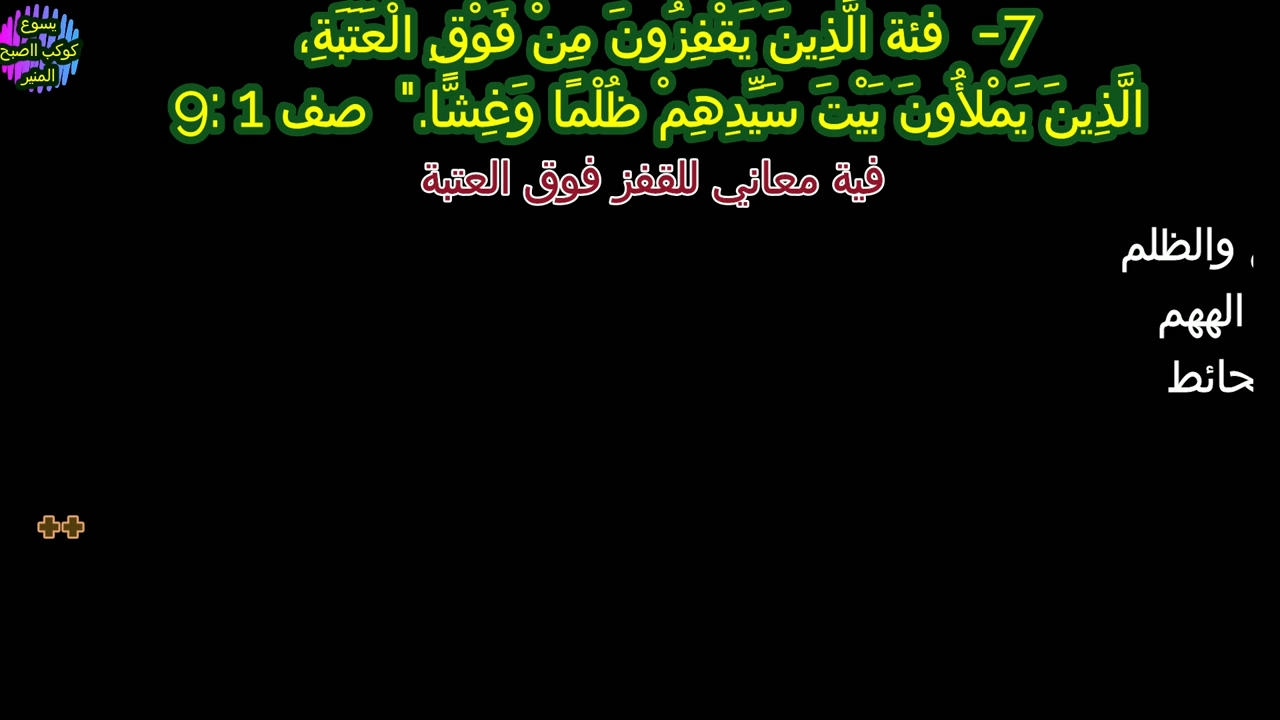 يسوع
كوكب ااصبح
المنير
7- فئة الَّذِينَ يَقْفِزُونَ مِنْ فَوْقِ الْعَتَبَةِ،
الَّذِينَ يَمْلأُونَ بَيْتَ سَيِّدِهِمْ ظُلْمًا وَغِشًّا." صف 1 :9
فية معاني للقفز فوق العتبة
والظلم
الههم
حائط